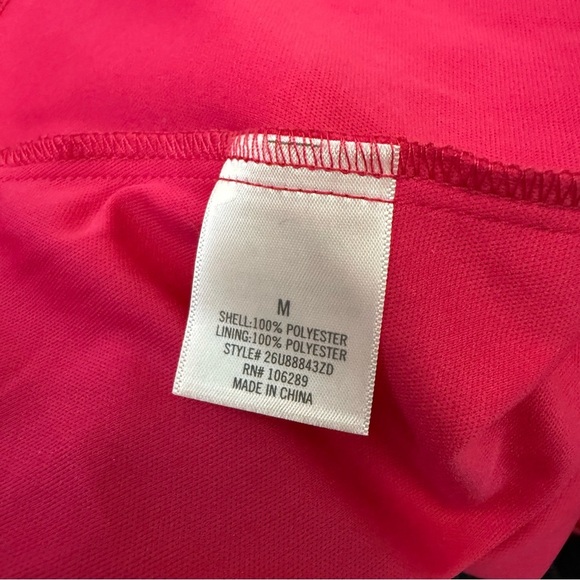 M
SHELL:100% POLYESTER
LINING:100% POLYESTER
STYLE# 26U88843ZD
RN# 106289
MADE IN CHINA